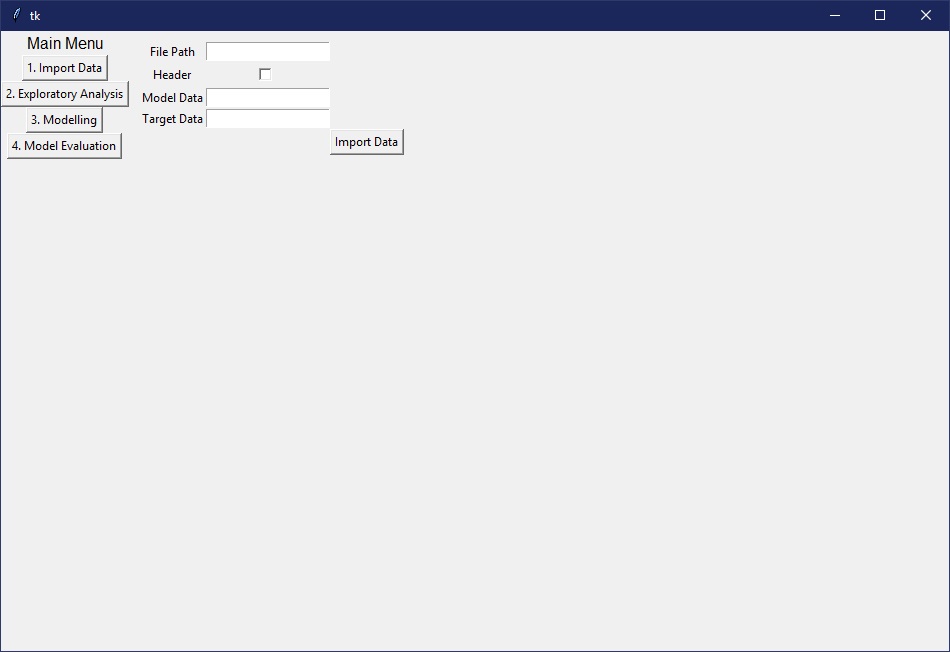 tk
Main Menu
1. Import Data
2. Exploratory Analysis
3. Modelling
4. Model Evaluation
File Path
Header
Model Data
Target Data
Import Data